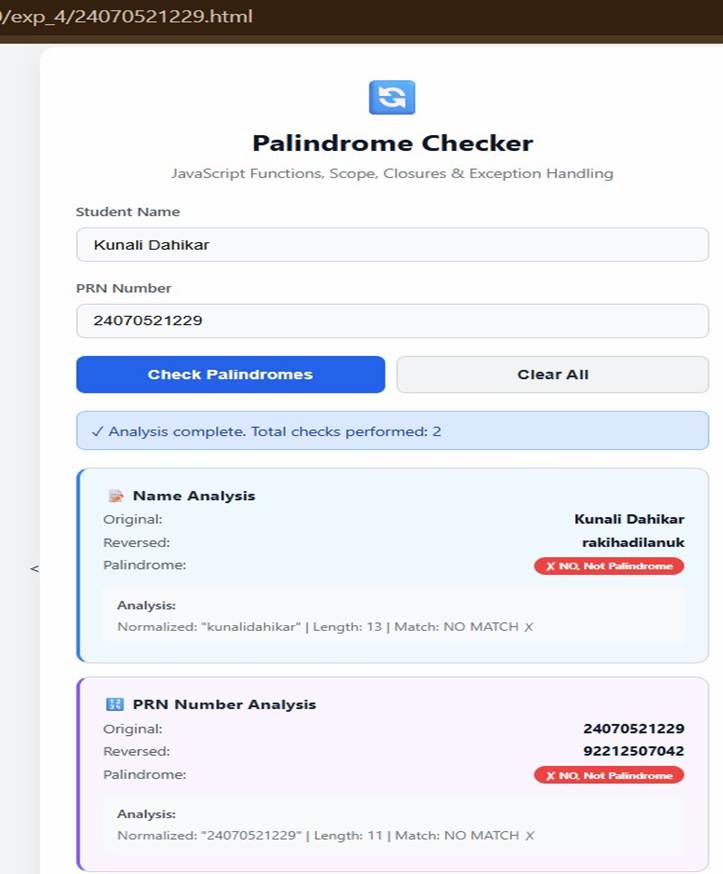 /exp_4/24070521229.html
Palindrome Checker
JavaScript Functions, Scope, Closures & Exception Handling
Student Name
Kunali Dahikar
PRN Number
24070521229
Check Palindromes Clear All
✓ Analysis complete. Total checks performed: 2
Name Analysis
Original: Kunali Dahikar
Reversed: rakihadilanuk
Palindrome: ✗ NO, Not Palindrome
Analysis:
Normalized: "kunalidahikar" | Length: 13 | Match: NO MATCH ✗
<
PRN Number Analysis
Original: 24070521229
Reversed: 92212507042
Palindrome: ✗ NO, Not Palindrome
Analysis:
Normalized: "24070521229" | Length: 11 | Match: NO MATCH ✗